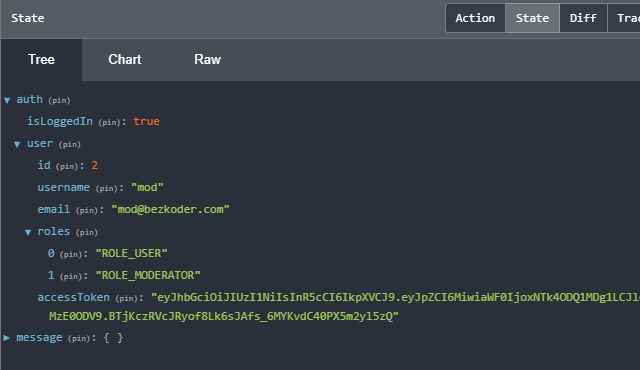 State Action State Diff Trac
Tree Chart Raw
auth (pin)
isLoggedIn (pin): true
user (pin)
id (pin): 2
username (pin): "mod"
email (pin): "mod@bezkoder.com"
roles (pin)
0 (pin): "ROLE_USER"
1 (pin): "ROLE_MODERATOR"
accessToken (pin): "eyJhbGciOiJIUzI1NiIsInR5cCI6IkpXVCJ9.eyJpZCI6MiwiaWF0IjoxNTk4ODQ1MDg1LCJl
MzE0ODV9.BTjKczRVcJRyof8Lk6sJAfs_6MYKvdC40PX5m2yl5zQ"
message (pin): { }